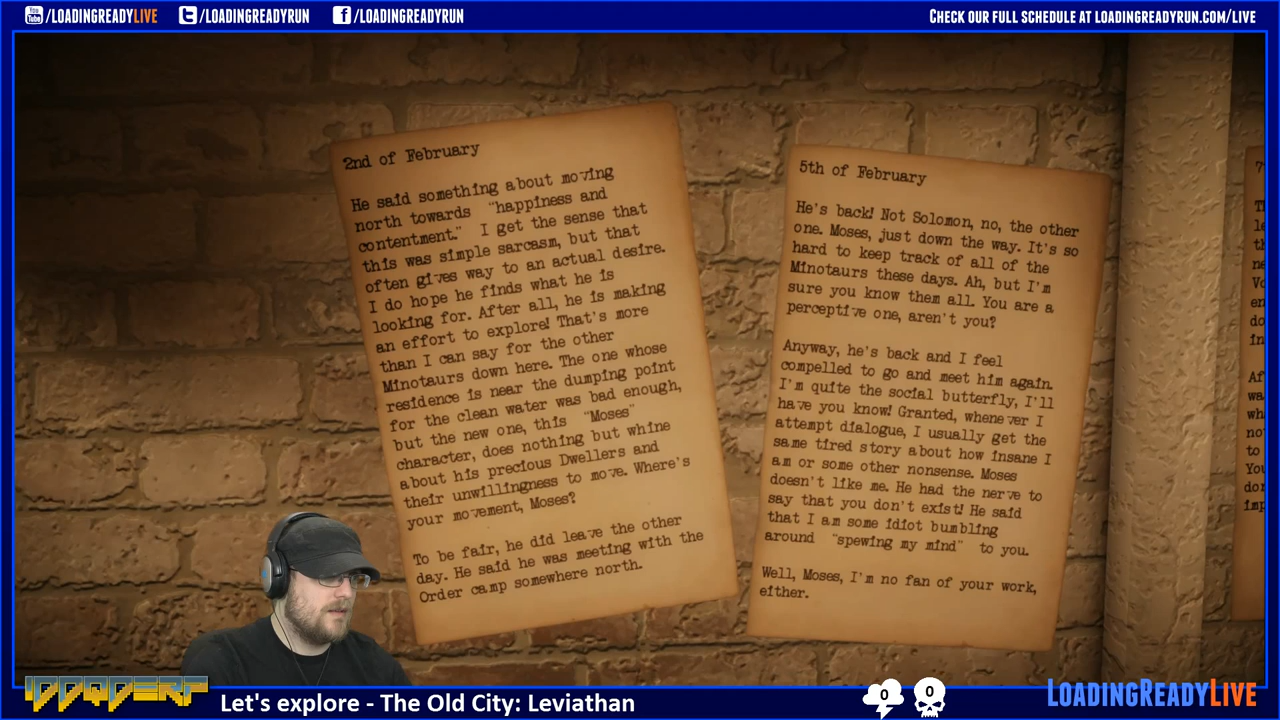 You Tube /LOADINGREADYLIVE
/LOADINGREADYRUN
/LOADINGREADYRUN
CHECK OUR FULL SCHEDULE AT LOADINGREADYRUN.COM/LIVE
2nd of February
He said something about moving
north towards "happiness and
contentment." I get the sense that
this was simple sarcasm, but that
often gives way to an actual desire.
I do hope he finds what he is
looking for. After all, he is making
an effort to explore! That's more
than I can say for the other
Minotaurs down here. The one whose
residence is near the dumping point
for the clean water was bad enough,
but the new one, this "Moses"
character, does nothing but whine
about his precious Dwellers and
their unwillingness to move. Where's
your movement, Moses?
To be fair, he did leave the other
day. He said he was meeting with the
Order camp somewhere north.
5th of February
He's back! Not Solomon, no, the other
one. Moses, just down the way. It's so
hard to keep track of all of the
Minotaurs these days. Ah, but I'm
sure you know them all. You are a
perceptive one, aren't you?
Anyway, he's back and I feel
compelled to go and meet him again.
I'm quite the social butterfly, I'll
have you know! Granted, whenever I
attempt dialogue, I usually get the
same tired story about how insane I
am or some other nonsense. Moses
doesn't like me. He had the nerve to
say that you don't exist! He said
that I am some idiot bumbling
around "spewing my mind" to you.
Well, Moses, I'm no fan of your work,
either.
IDDQDERP
Let's explore - The Old City: Leviathan
0
0
LOADINGREADYLIVE